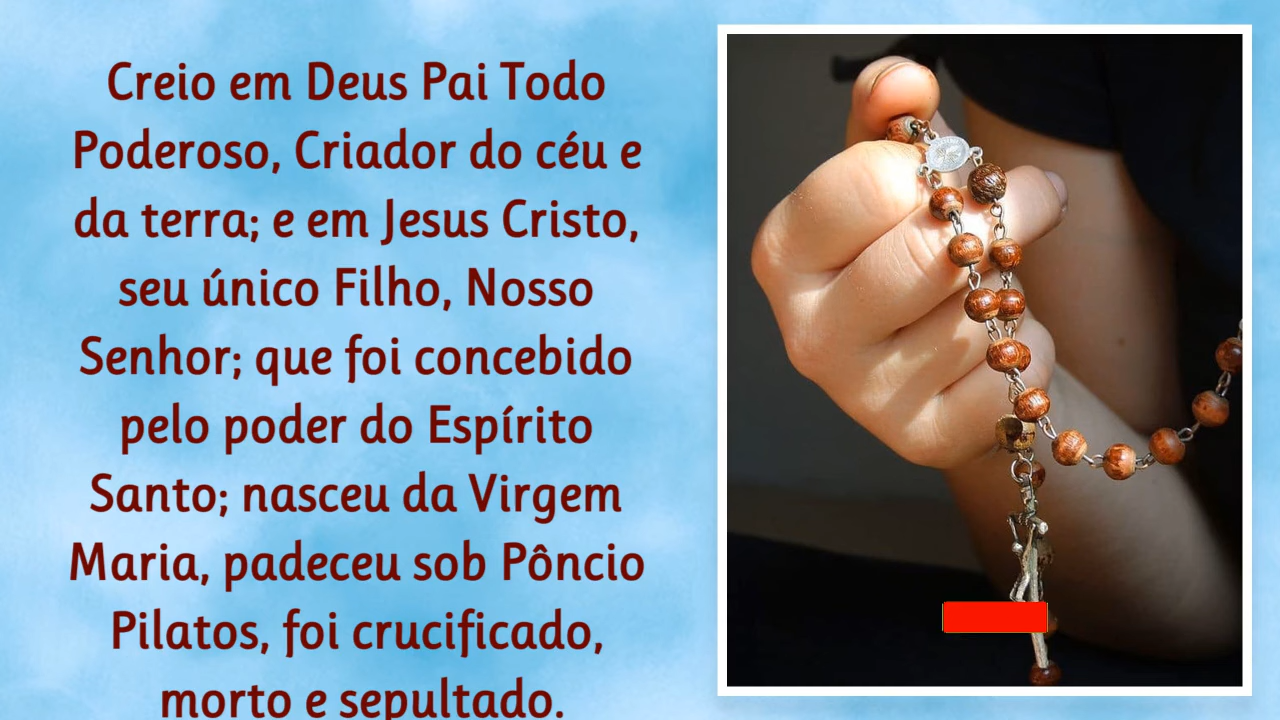 Creio em Deus Pai Todo
Poderoso, Criador do céu e
da terra; e em Jesus Cristo,
seu único Filho, Nosso
Senhor; que foi concebido
pelo poder do Espírito
Santo; nasceu da Virgem
Maria, padeceu sob Pôncio
Pilatos, foi crucificado,
morto e sepultado.